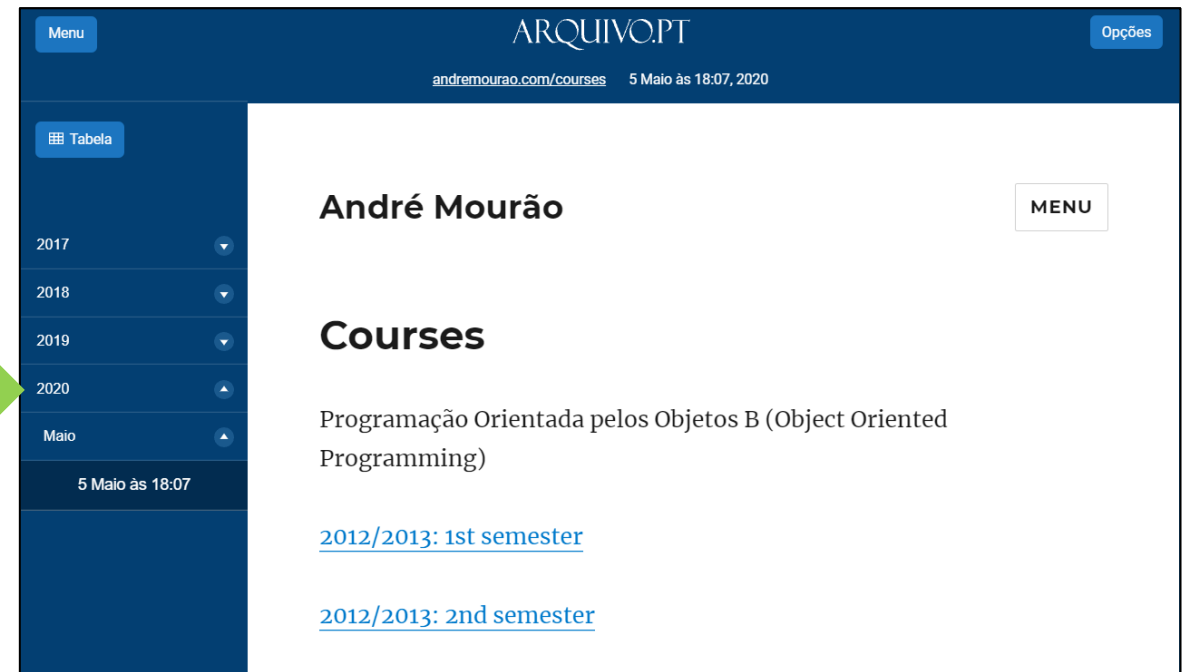 Menu
ARQUIVO.PT
Opções
andremourao.com/courses 5 Maio às 18:07, 2020
Tabela
2017
2018
2019
2020
Maio
5 Maio às 18:07
André Mourão
MENU
Courses
Programação Orientada pelos Objetos B (Object Oriented
Programming)
2012/2013: 1st semester
2012/2013: 2nd semester